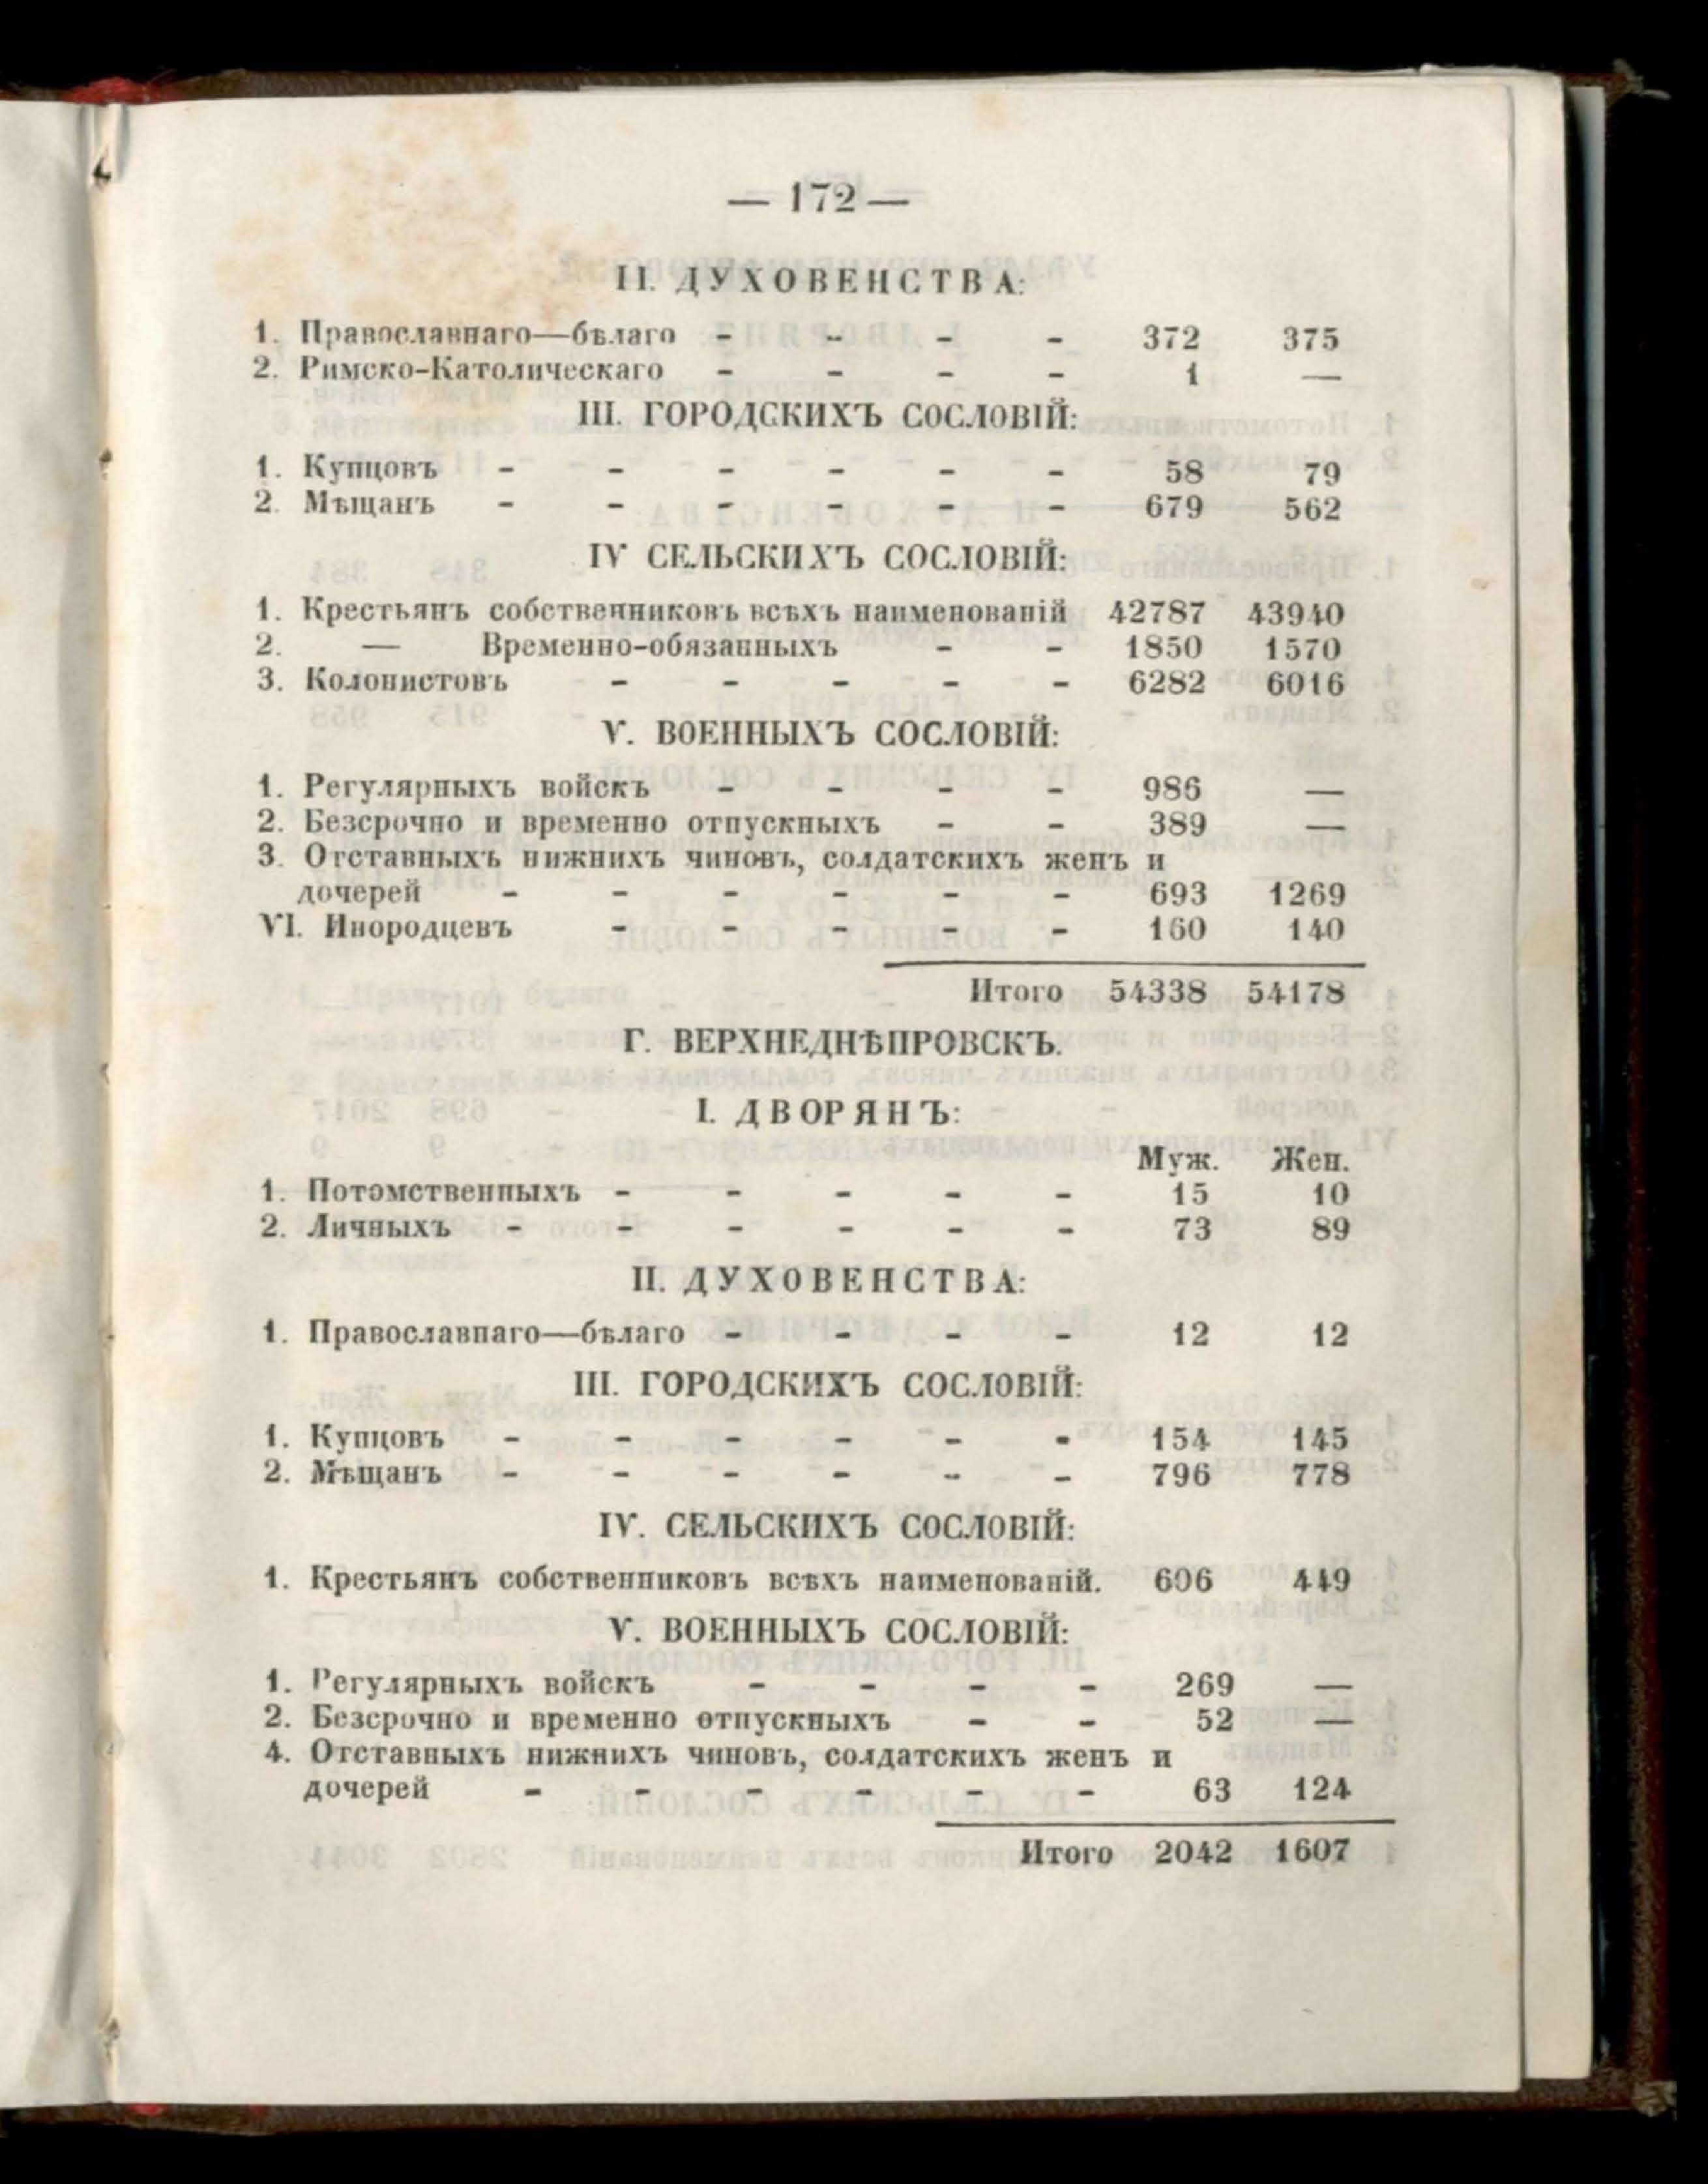 — 172 —
II. ДУХОВЕНСТВА:
1. Православнаго—бѣлаго - - - - 372 375
2. Римско-Католическаго - - - - 1 —
III. ГОРОДСКИХЪ СОСЛОВІЙ:
1. Купцовъ - - - - - - 58 79
2. Мѣщанъ - - - - - - 679 562
IV СЕЛЬСКИХЪ СОСЛОВІЙ:
1. Крестьянъ собственниковъ всѣхъ наименованій 42787 43940
2. — Временно-обязанныхъ - - 1850 1570
3. Колонистовъ - - - - - 6282 6016
V. ВОЕННЫХЪ СОСЛОВІЙ:
1. Регулярныхъ войскъ - - - - 986 —
2. Безсрочно и временно отпускныхъ - - 389 —
3. Отставныхъ нижнихъ чиновъ, солдатскихъ женъ и
дочерей - - - - - - 693 1269
VI. Инородцевъ - - - - - 160 140
Итого 54338 54178
Г. ВЕРХНЕДНѢПРОВСКЪ.
I. ДВОРЯНЪ:
Муж. Жен.
1. Потомственныхъ - - - - - 15 10
2. Личныхъ - - - - - - 73 89
II. ДУХОВЕНСТВА:
1. Православнаго—бѣлаго - - - - 12 12
III. ГОРОДСКИХЪ СОСЛОВІЙ:
1. Купцовъ - - - - - - 154 145
2. Мѣщанъ - - - - - - 796 778
IV. СЕЛЬСКИХЪ СОСЛОВІЙ:
1. Крестьянъ собственниковъ всѣхъ наименованій. 606 449
V. ВОЕННЫХЪ СОСЛОВІЙ:
1. Регулярныхъ войскъ - - - - 269 —
2. Безсрочно и временно отпускныхъ - - 52 —
4. Отставныхъ нижнихъ чиновъ, солдатскихъ женъ и
дочерей - - - - - - 63 124
Итого 2042 1607